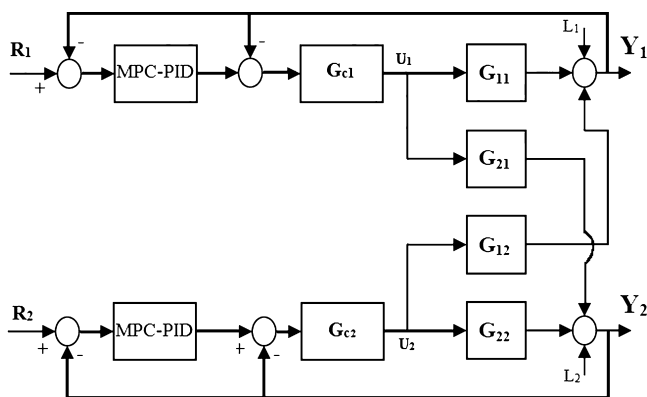 R₁
+
-
MPC-PID
-
Gc1
U₁
G₁₁
L₁
Y₁
G₂₁
G₁₂
R₂
+
-
MPC-PID
+
-
Gc2
U₂
G₂₂
L₂
Y₂